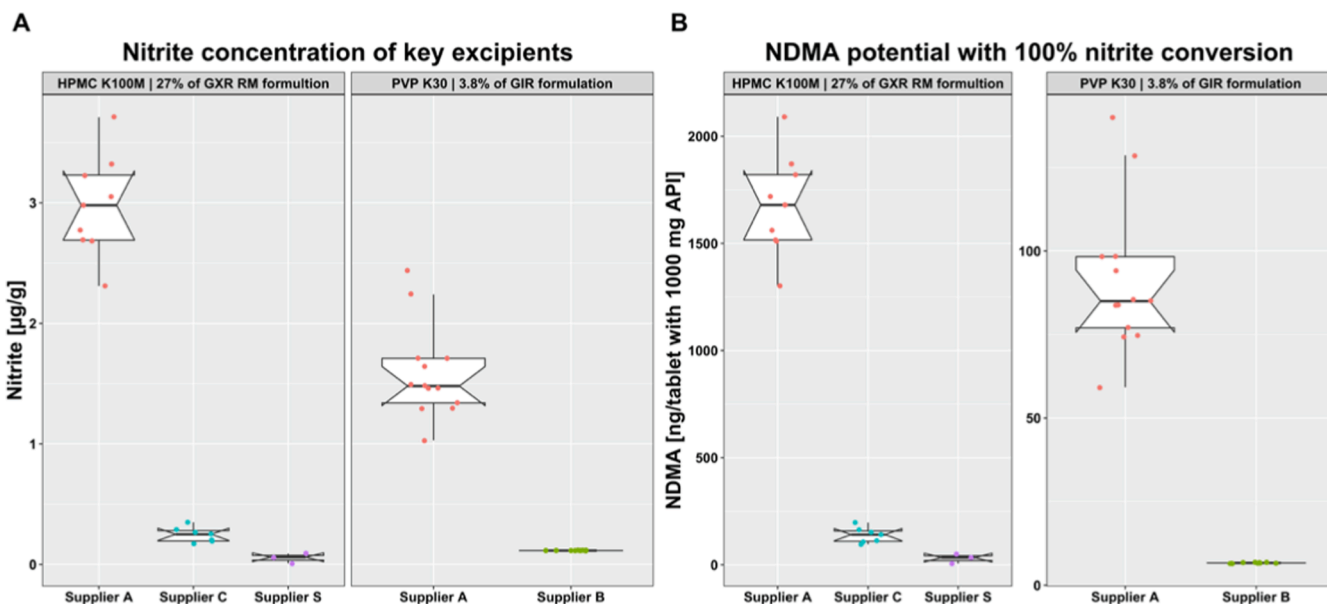 A
Nitrite concentration of key excipients
HPMC K100M | 27% of GXR RM formultion
PVP K30 | 3.8% of GIR formulation
Nitrite [µg/g]
3
2
1
0
Supplier A
Supplier C
Supplier S
Supplier A
Supplier B
B
NDMA potential with 100% nitrite conversion
HPMC K100M | 27% of GXR RM formultion
PVP K30 | 3.8% of GIR formulation
NDMA [ng/tablet with 1000 mg API]
2000
1500
1000
500
0
100
50
0
Supplier A
Supplier C
Supplier S
Supplier A
Supplier B